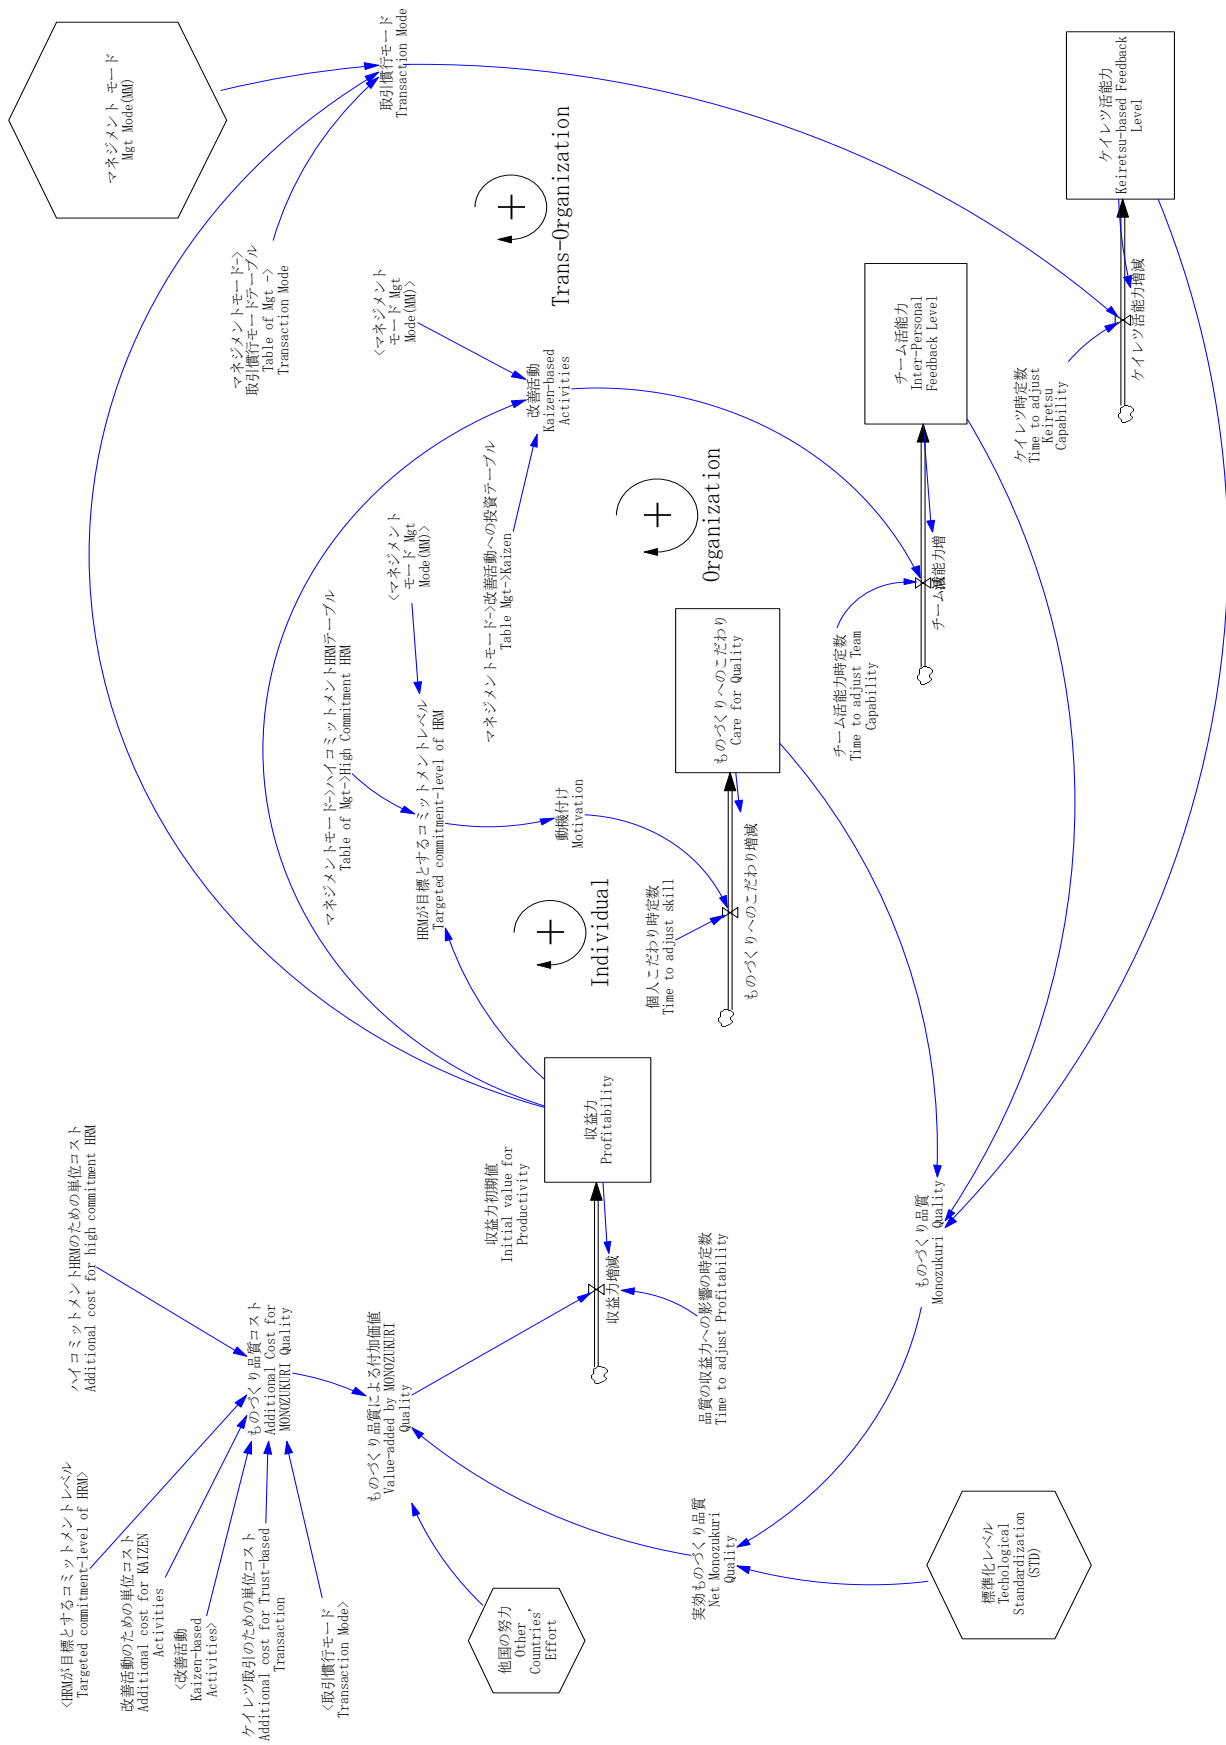 <HRMが目標とするコミットメントレベル
Targeted commitment-level of HRM>
ハイコミットメントHRMのための単位コスト
Additional cost for high commitment HRM
改善活動のための単位コスト
Additional cost for KAIZEN
Activities
<改善活動
Kaizen-based
Activities>
ケイレツ取引のための単位コスト
Additional cost for Trust-based
Transaction
<取引慣行モード
Transaction Mode>
ものづくり品質コスト
Additional Cost for
MONOZUKURI Quality
ものづくり品質による付加価値
Value-added by MONOZUKURI
Quality
他国の努力
Other
Countries'
Effort
収益力初期値
Initial value for
Productivity
収益力
Profitability
収益力増減
品質の収益力への影響の時定数
Time to adjust Profitability
実効ものづくり品質
Net Monozukuri
Quality
標準化レベル
Techological
Standardization
(STD)
ものづくり品質
Monozukuri Quality
マネジメント モード
Mgt Mode(MM)
マネジメントモード->
取引慣行モードテーブル
Table of Mgt ->
Transaction Mode
取引慣行モード
Transaction Mode
マネジメントモード->ハイコミットメントHRMテーブル
Table of Mgt->High Commitment HRM
<マネジメント
モード Mgt
Mode(MM)>
<マネジメント
モード Mgt
Mode(MM)>
HRMが目標とするコミットメントレベル
Targeted commitment-level of HRM
マネジメントモード->改善活動への投資テーブル
Table Mgt->Kaizen
改善活動
Kaizen-based
Activities
Trans-Organization
動機付け
Motivation
Individual
Organization
個人こだわり時定数
Time to adjust skill
ものづくりへのこだわり
Care for Quality
ものづくりへのこだわり増減
チーム活能力時定数
Time to adjust Team
Capability
チーム活能力
Inter-Personal
Feedback Level
チーム活能力増
減
ケイレツ時定数
Time to adjust
Keiretsu
Capability
ケイレツ活能力
Keiretsu-based Feedback
Level
ケイレツ活能力増減